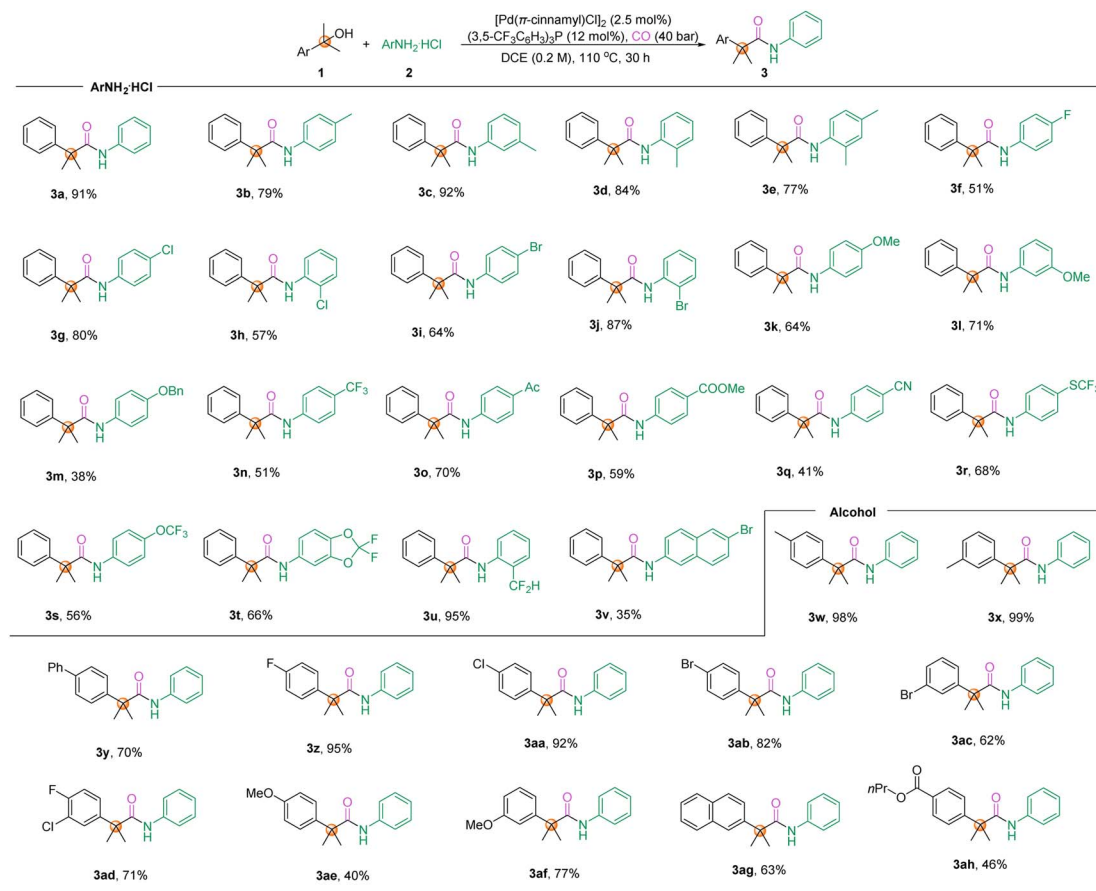 [Pd(π-cinnamyl)Cl]2 (2.5 mol%)
(3,5-CF3C6H3)3P (12 mol%), CO (40 bar)
DCE (0.2 M), 110 °C, 30 h
Ar OH + ArNH2·HCl Ar O N H
1 2 3
ArNH2·HCl
O N H O N H O N H O N H O N H O N H F
3a, 91% 3b, 79% 3c, 92% 3d, 84% 3e, 77% 3f, 51%
O N H Cl O N H Cl O N H Br O N H Br O N H OMe O N H OMe
3g, 80% 3h, 57% 3i, 64% 3j, 87% 3k, 64% 3l, 71%
O N H OBn O N H CF3 O N H Ac O N H COOMe O N H CN O N H SCF3
3m, 38% 3n, 51% 3o, 70% 3p, 59% 3q, 41% 3r, 68%
Alcohol
O N H OCF3 O N H O O F F O N H CF2H O N H Br O N H O N H
3s, 56% 3t, 66% 3u, 95% 3v, 35% 3w, 98% 3x, 99%
Ph O N H F O N H Cl O N H Br O N H Br O N H
3y, 70% 3z, 95% 3aa, 92% 3ab, 82% 3ac, 62%
F Cl O N H MeO O N H MeO O N H O N H nPr O O O N H
3ad, 71% 3ae, 40% 3af, 77% 3ag, 63% 3ah, 46%